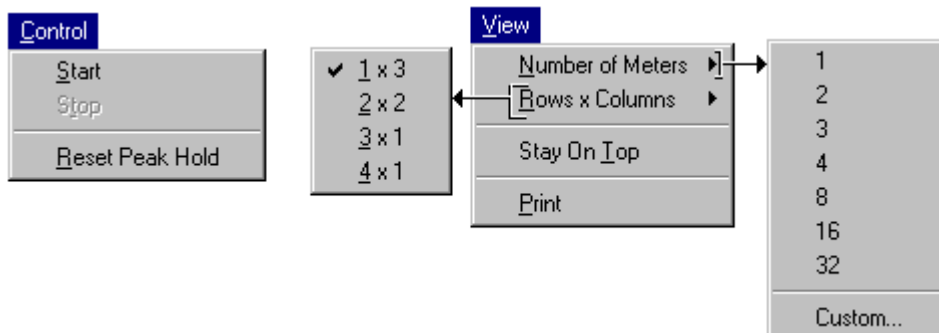 Control
Start
Stop
Reset Peak Hold
1 x 3
2 x 2
3 x 1
4 x 1
View
Number of Meters
Rows x Columns
Stay On Top
Print
1
2
3
4
8
16
32
Custom...